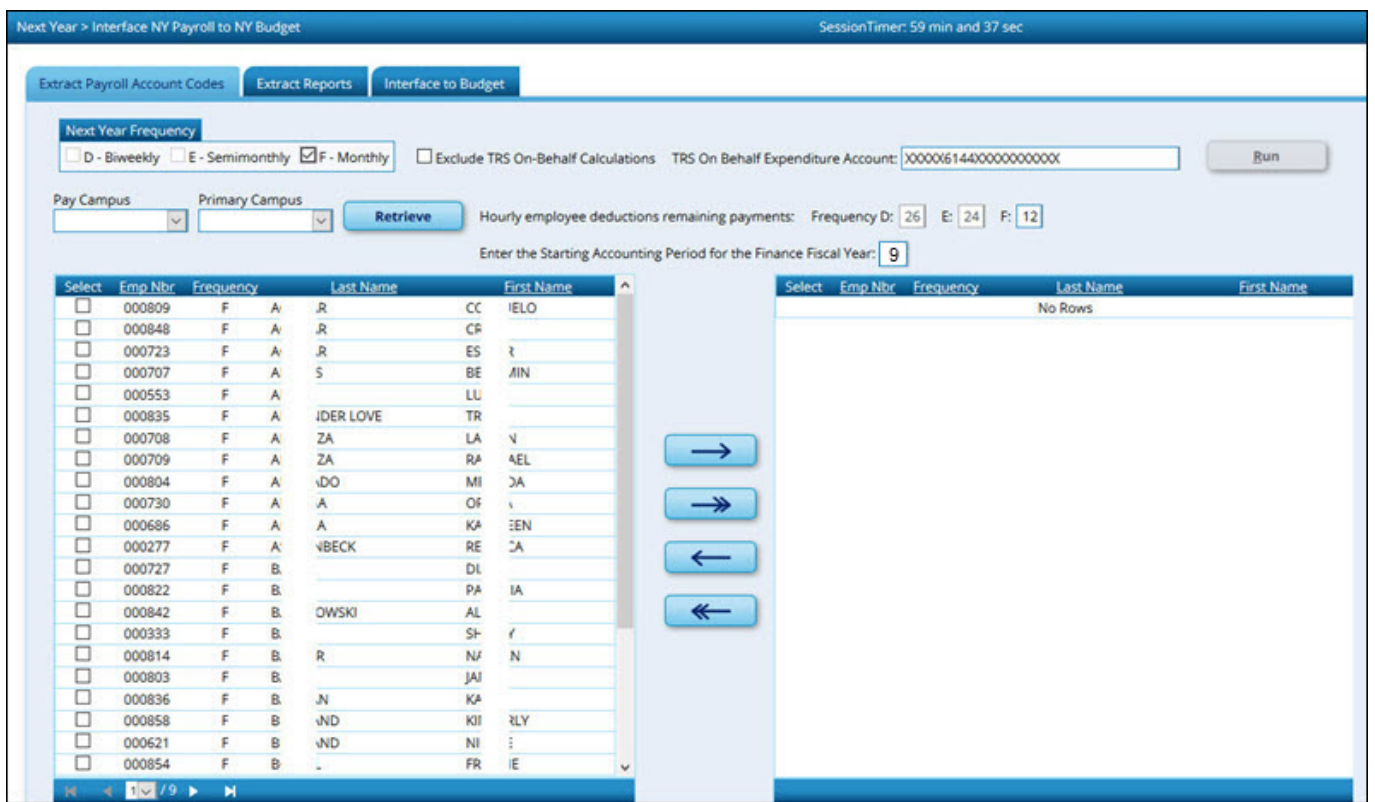 Next Year > Interface NY Payroll to NY Budget SessionTimer: 59 min and 37 sec
Extract Payroll Account Codes Extract Reports Interface to Budget
Next Year Frequency
D - Biweekly E - Semimonthly F - Monthly Exclude TRS On-Behalf Calculations TRS On Behalf Expenditure Account: XXXXX6144XXXXXXXXXXX Run
Pay Campus Primary Campus
Retrieve Hourly employee deductions remaining payments: Frequency D: 26 E: 24 F: 12
Enter the Starting Accounting Period for the Finance Fiscal Year: 9
Select Emp Nbr Frequency Last Name First Name Select Emp Nbr Frequency Last Name First Name
000809 F No Rows
000848 F
000723 F
000707 F
000553 F
000835 F LOVE
000708 F
000709 F
000804 F
000730 F
000686 F
000277 F
000727 F
000822 F
000842 F
000333 F
000814 F
000803 F
000836 F
000858 F
000621 F
000854 F
1 / 9